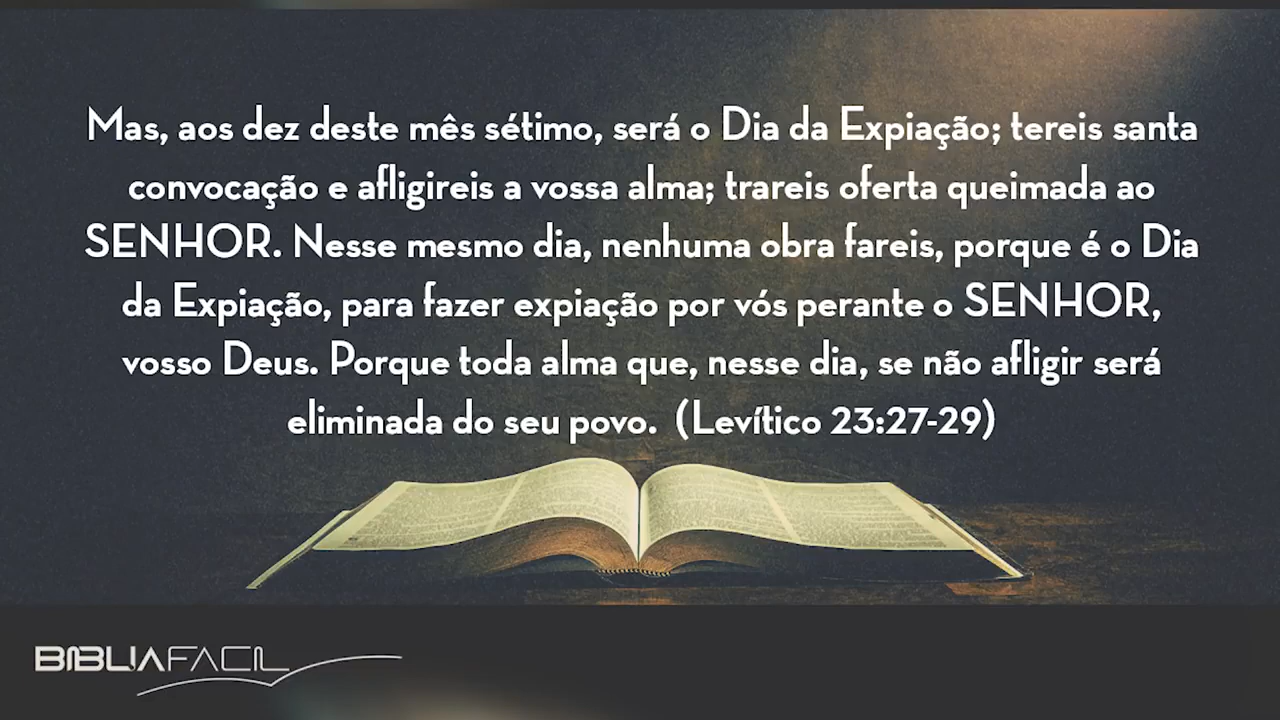 Mas, aos dez deste mês sétimo, será o Dia da Expiação; tereis santa
convocação e afligireis a vossa alma; trareis oferta queimada ao
SENHOR. Nesse mesmo dia, nenhuma obra fareis, porque é o Dia
da Expiação, para fazer expiação por vós perante o SENHOR,
vosso Deus. Porque toda alma que, nesse dia, se não afligir será
eliminada do seu povo.  (Levítico 23:27-29)
BIBLIAFACIL